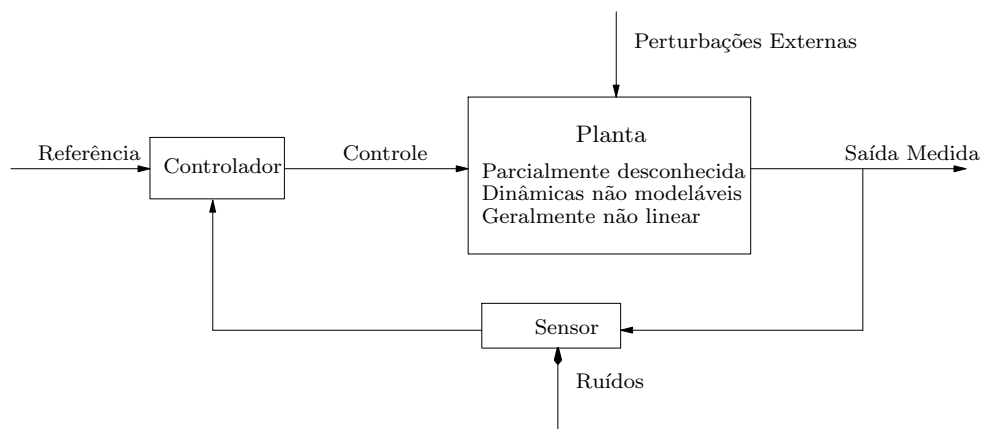 Perturbações Externas
Planta
Referência
Controlador
Controle
Saída Medida
Parcialmente desconhecida
Dinâmicas não modeláveis
Geralmente não linear
Sensor
Ruídos